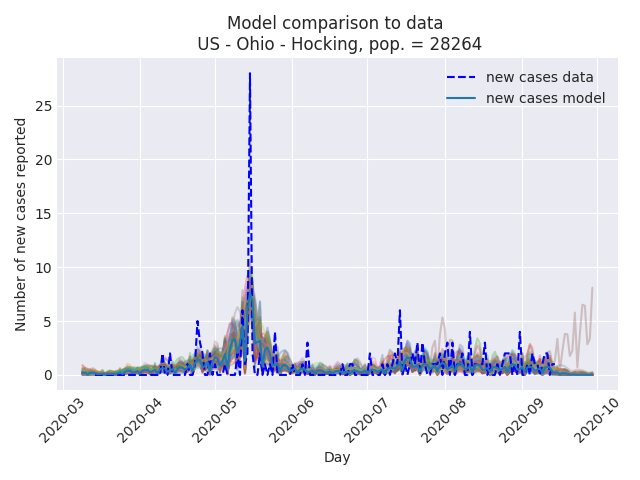 Model comparison to data
US - Ohio - Hocking, pop. = 28264
new cases data
new cases model
Number of new cases reported
25
20
15
10
5
0
2020-03
2020-04
2020-05
2020-06
2020-07
2020-08
2020-09
2020-10
Day